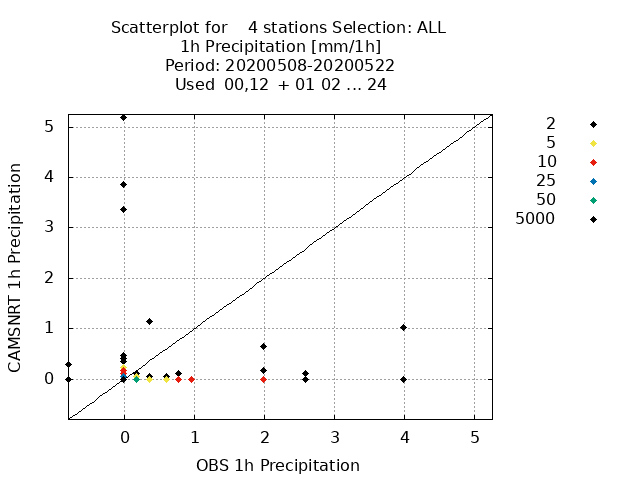 Scatterplot for 4 stations Selection: ALL
1h Precipitation [mm/1h]
Period: 20200508-20200522
Used 00,12 + 01 02 ... 24
2
5
10
25
50
5000
CAMSNRT 1h Precipitation
5
4
3
2
1
0
0 1 2 3 4 5
OBS 1h Precipitation